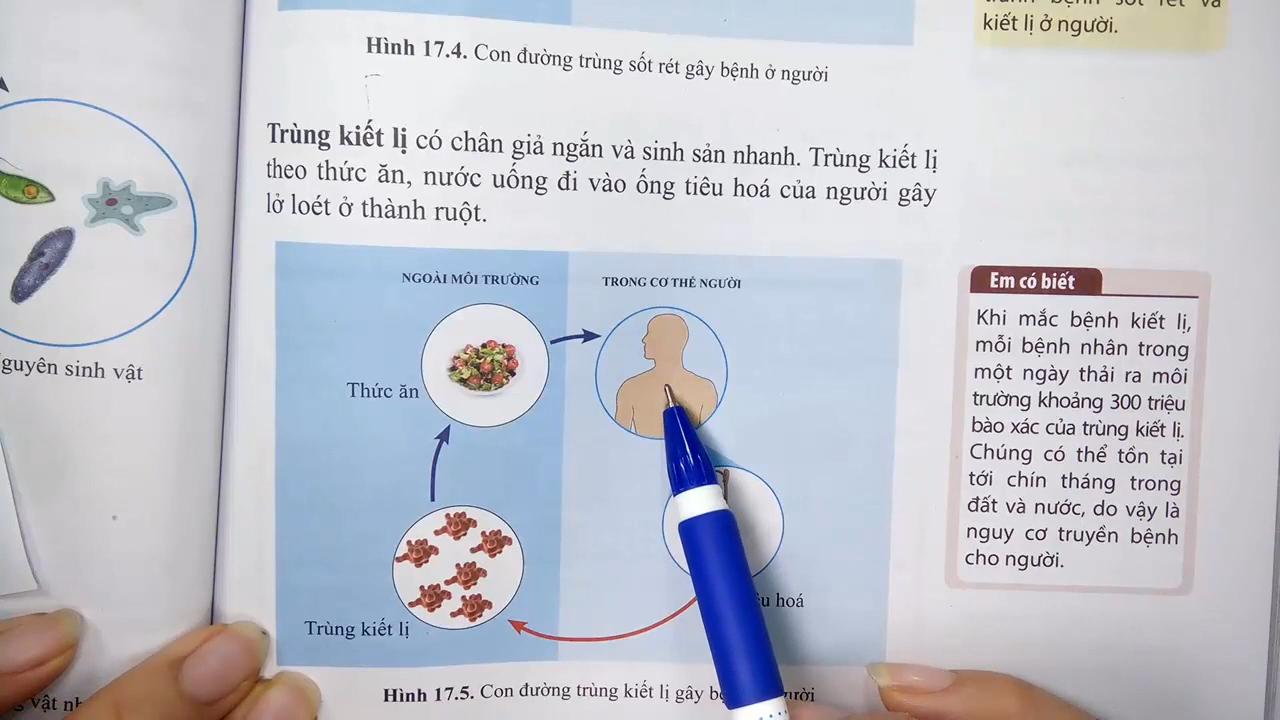 kiết lị ở người.
Hình 17.4. Con đường trùng sốt rét gây bệnh ở người
Trùng kiết lị có chân giả ngắn và sinh sản nhanh. Trùng kiết lị
theo thức ăn, nước uống đi vào ống tiêu hoá của người gây
lở loét ở thành ruột.
guyên sinh vật
NGOÀI MÔI TRƯỜNG
TRONG CƠ THỂ NGƯỜI
Thức ăn
Trùng kiết lị
hoá
Hình 17.5. Con đường trùng kiết lị gây
Em có biết
Khi mắc bệnh kiết lị,
mỗi bệnh nhân trong
một ngày thải ra môi
trường khoảng 300 triệu
bào xác của trùng kiết lị.
Chúng có thể tồn tại
tới chín tháng trong
đất và nước, do vậy là
nguy cơ truyền bệnh
cho người.